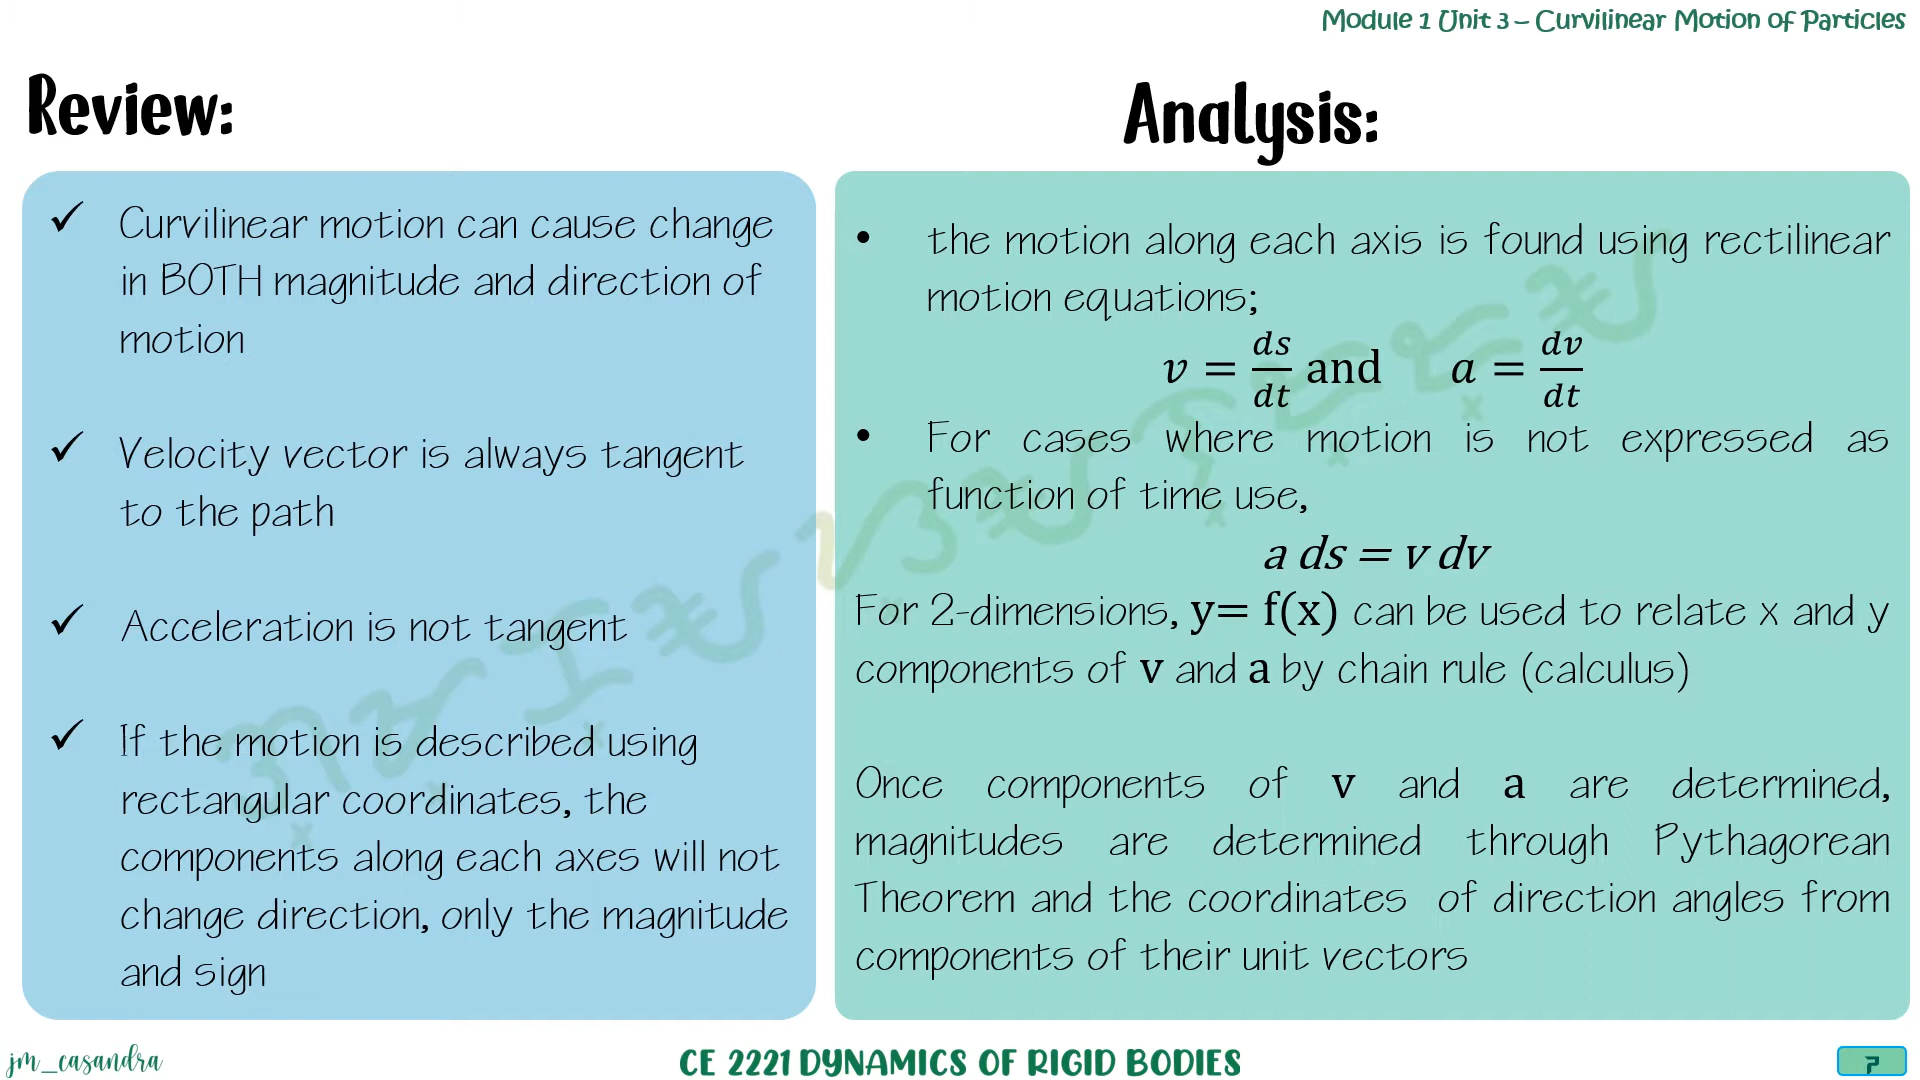 Module 1 Unit 3 – Curvilinear Motion of Particles
Review:
✓ Curvilinear motion can cause change
in BOTH magnitude and direction of
motion
✓ Velocity vector is always tangent
to the path
✓ Acceleration is not tangent
✓ If the motion is described using
rectangular coordinates, the
components along each axes will not
change direction, only the magnitude
and sign
Analysis:
• the motion along each axis is found using rectilinear
motion equations;
v = ds/dt and a = dv/dt
• For cases where motion is not expressed as
function of time use,
a ds = v dv
For 2-dimensions, y= f(x) can be used to relate x and y
components of v and a by chain rule (calculus)
Once components of v and a are determined,
magnitudes are determined through Pythagorean
Theorem and the coordinates of direction angles from
components of their unit vectors
jm_casandra
CE 2221 DYNAMICS OF RIGID BODIES